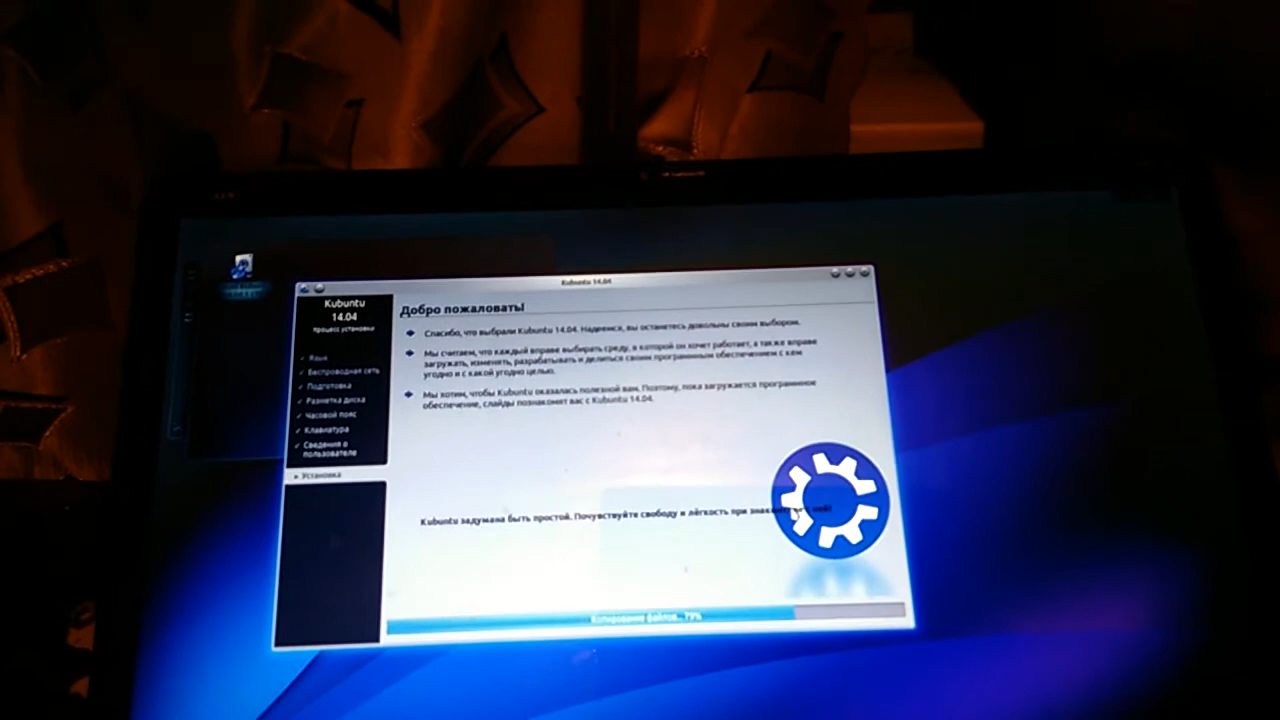 Kubuntu 14.04
Kubuntu
14.04
процесс установки
Язык
Беспроводная сеть
Подготовка
Разметка диска
Часовой пояс
Клавиатура
Сведения о
пользователе
Установка
Добро пожаловать!
Спасибо, что выбрали Kubuntu 14.04. Надеемся, вы останетесь довольны своим выбором.
Мы считаем, что каждый вправе выбирать среду, в которой он хочет работает, а также вправе
загружать, изменять, разрабатывать и делиться своим программным обеспечением с кем
угодно и с какой угодно целью.
Мы хотим, чтобы Kubuntu оказалась полезной вам. Поэтому, пока загружается программное
обеспечение, слайды познакомят вас с Kubuntu 14.04.
Kubuntu задумана быть простой. Почувствуйте свободу и лёгкость при с ней!
Копирование файлов... 79%